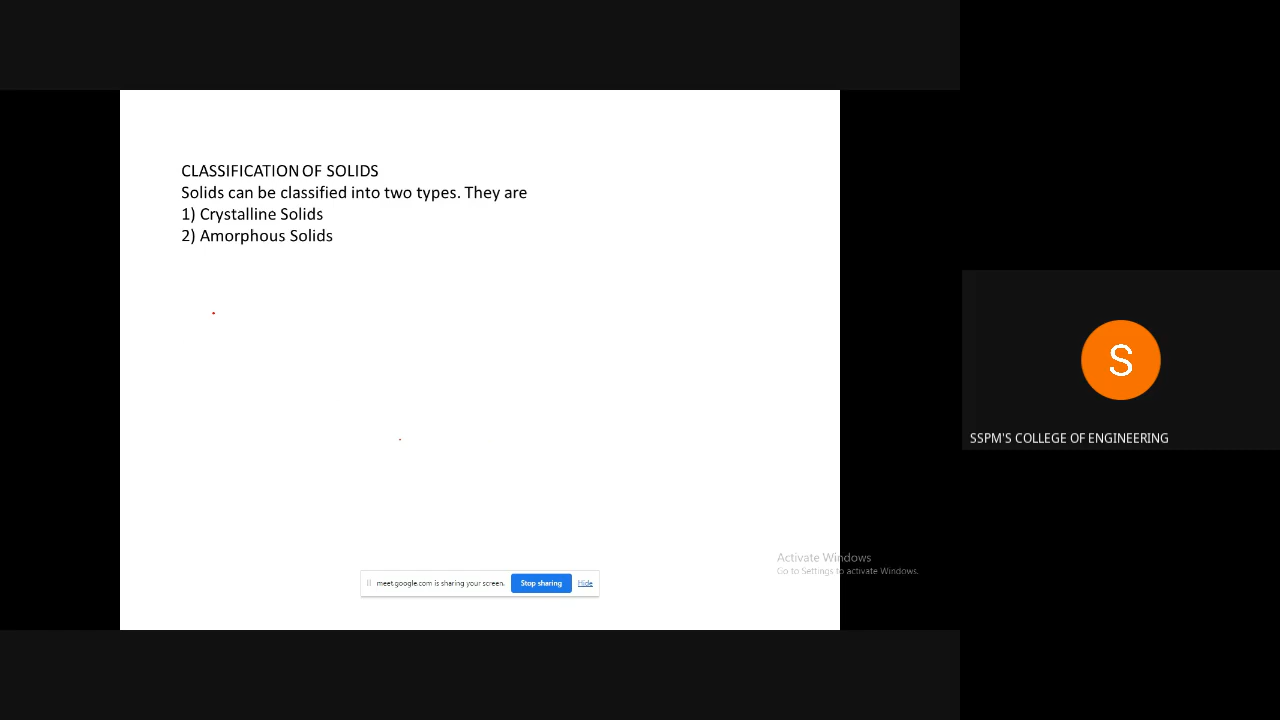 CLASSIFICATION OF SOLIDS
Solids can be classified into two types. They are
1) Crystalline Solids
2) Amorphous Solids
S
SSPM'S COLLEGE OF ENGINEERING
Activate Windows
Go to Settings to activate Windows.
meet.google.com is sharing your screen. Stop sharing Hide